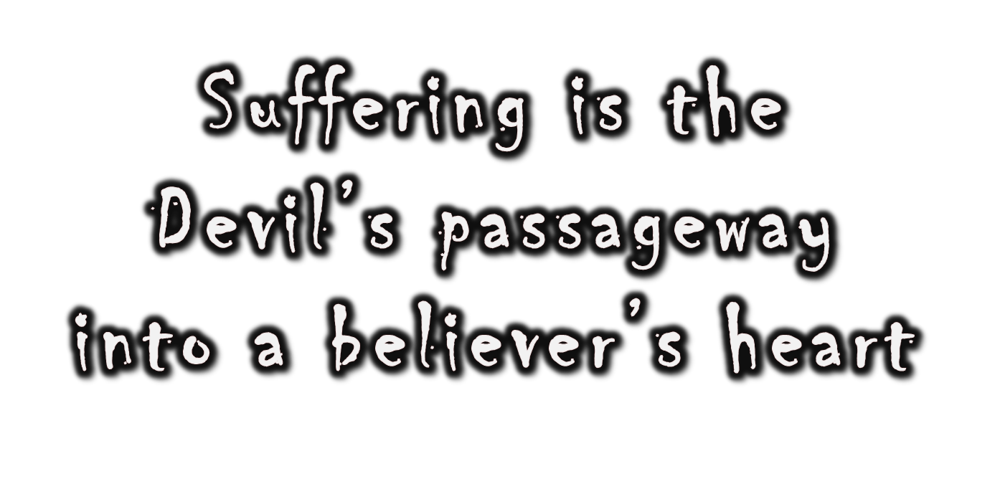 Suffering is the
Devil's passageway
into a believer's heart